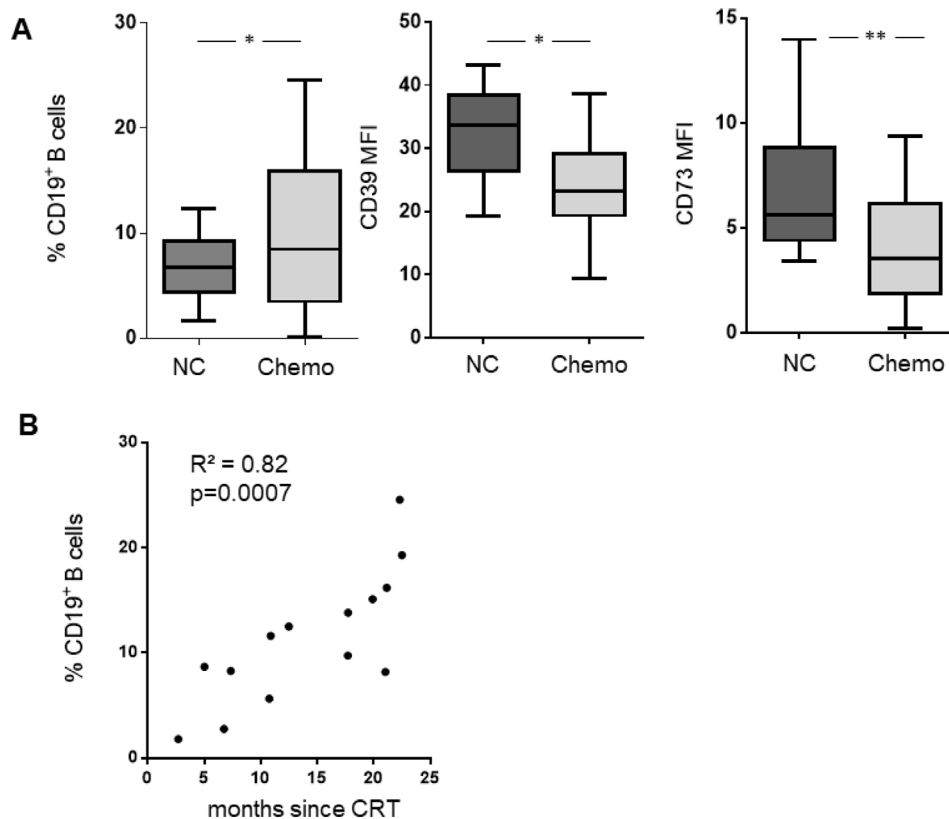 A
% CD19⁺ B cells
30
20
10
0
*
NC Chemo
CD39 MFI
50
40
30
20
10
0
*
NC Chemo
CD73 MFI
15
10
5
0
**
NC Chemo
B
% CD19⁺ B cells
30
20
10
0
R² = 0.82
p=0.0007
0 5 10 15 20 25
months since CRT